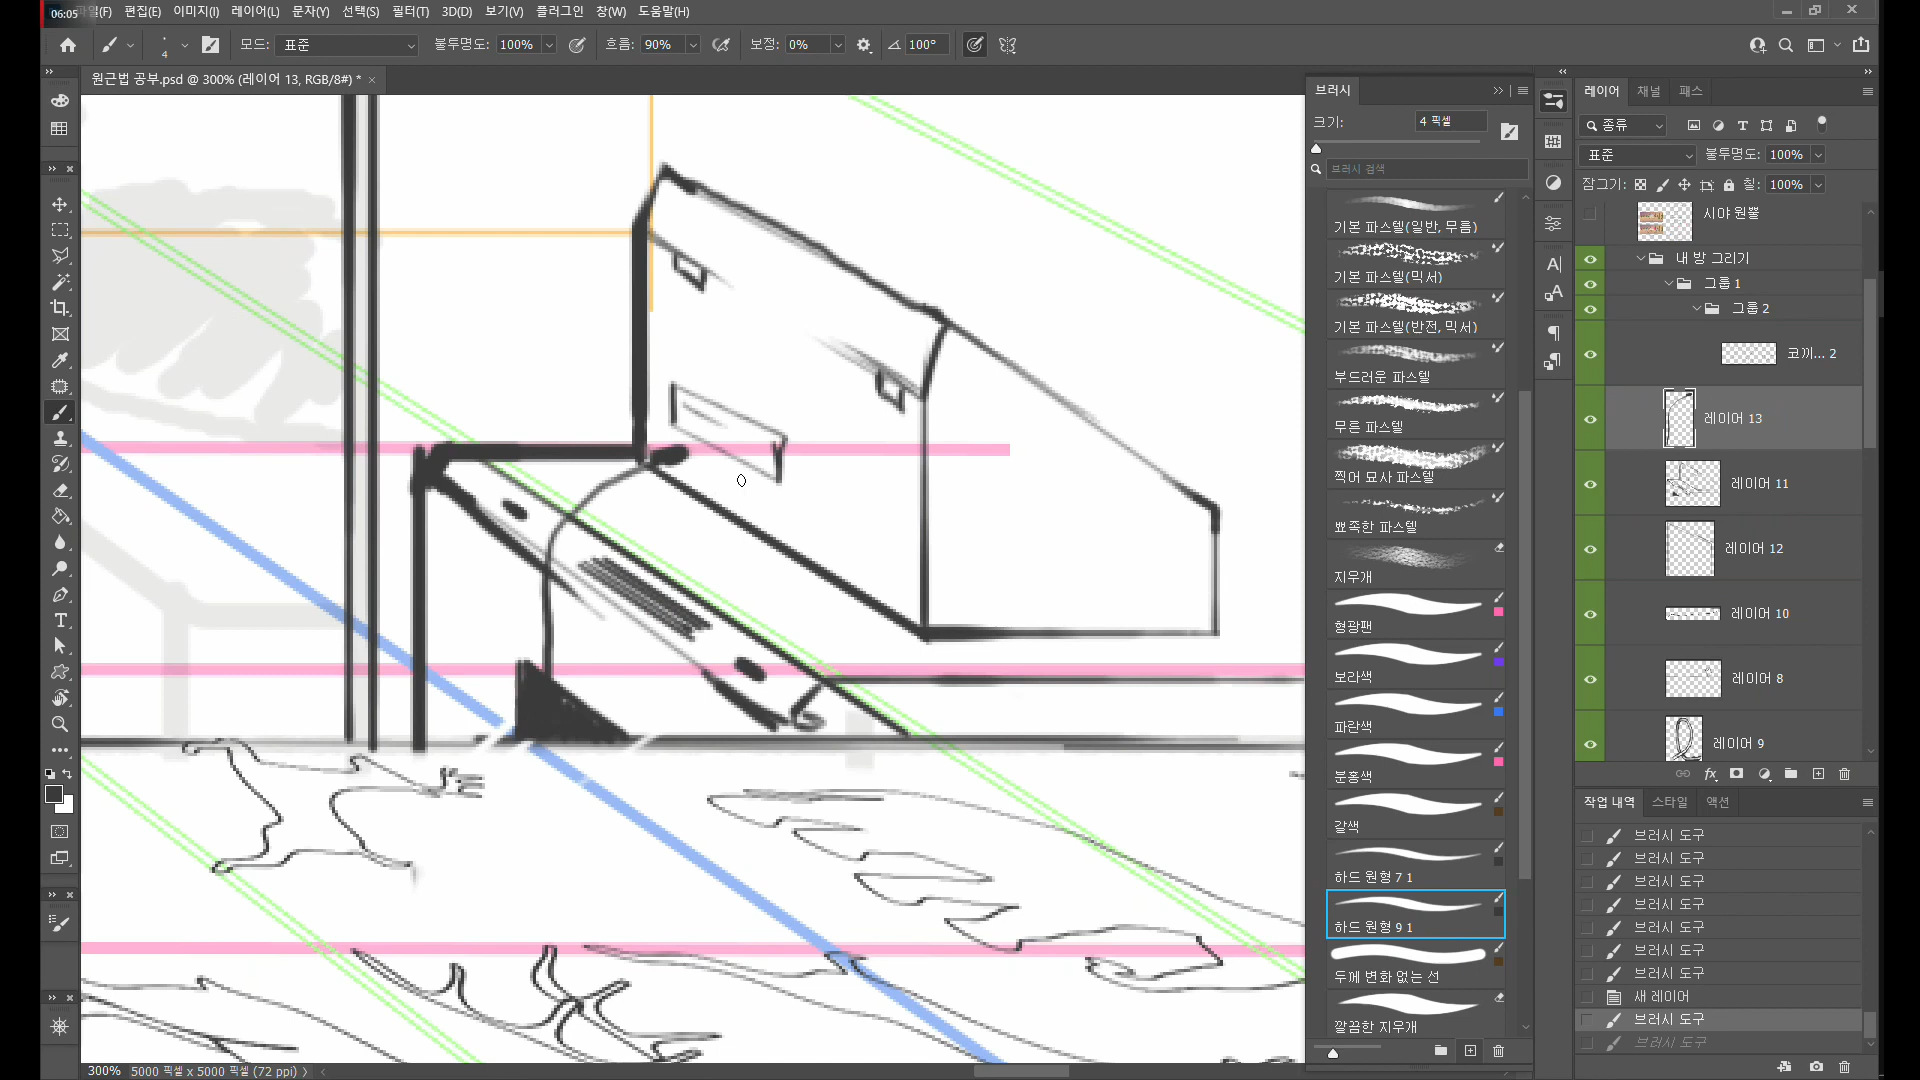 06:05
파일(F) 편집(E) 이미지(I) 레이어(L) 문자(Y) 선택(S) 필터(T) 3D(D) 보기(V) 플러그인 창(W) 도움말(H)
4 모드: 표준 불투명도: 100% 흐름: 90% 보정: 0% 100°
원근법 공부.psd @ 300% (레이어 13, RGB/8#) * ×
브러시
크기: 4 픽셀
브러시 검색
기본 파스텔(일반, 무름)
기본 파스텔(믹서)
기본 파스텔(반전, 믹서)
부드러운 파스텔
무른 파스텔
찍어 묘사 파스텔
뾰족한 파스텔
지우개
형광팬
보라색
파란색
분홍색
갈색
하드 원형 7 1
하드 원형 9 1
두께 변화 없는 선
깔끔한 지우개
레이어 채널 패스
종류
표준 불투명도: 100%
잠그기: 칠: 100%
시야 원뿔
내 방 그리기
그룹 1
그룹 2
코끼... 2
레이어 13
레이어 11
레이어 12
레이어 10
레이어 8
레이어 9
작업 내역 스타일 액션
브러시 도구
브러시 도구
브러시 도구
브러시 도구
브러시 도구
브러시 도구
브러시 도구
새 레이어
브러시 도구
브러시 도구
300% 5000 픽셀 x 5000 픽셀 (72 ppi)